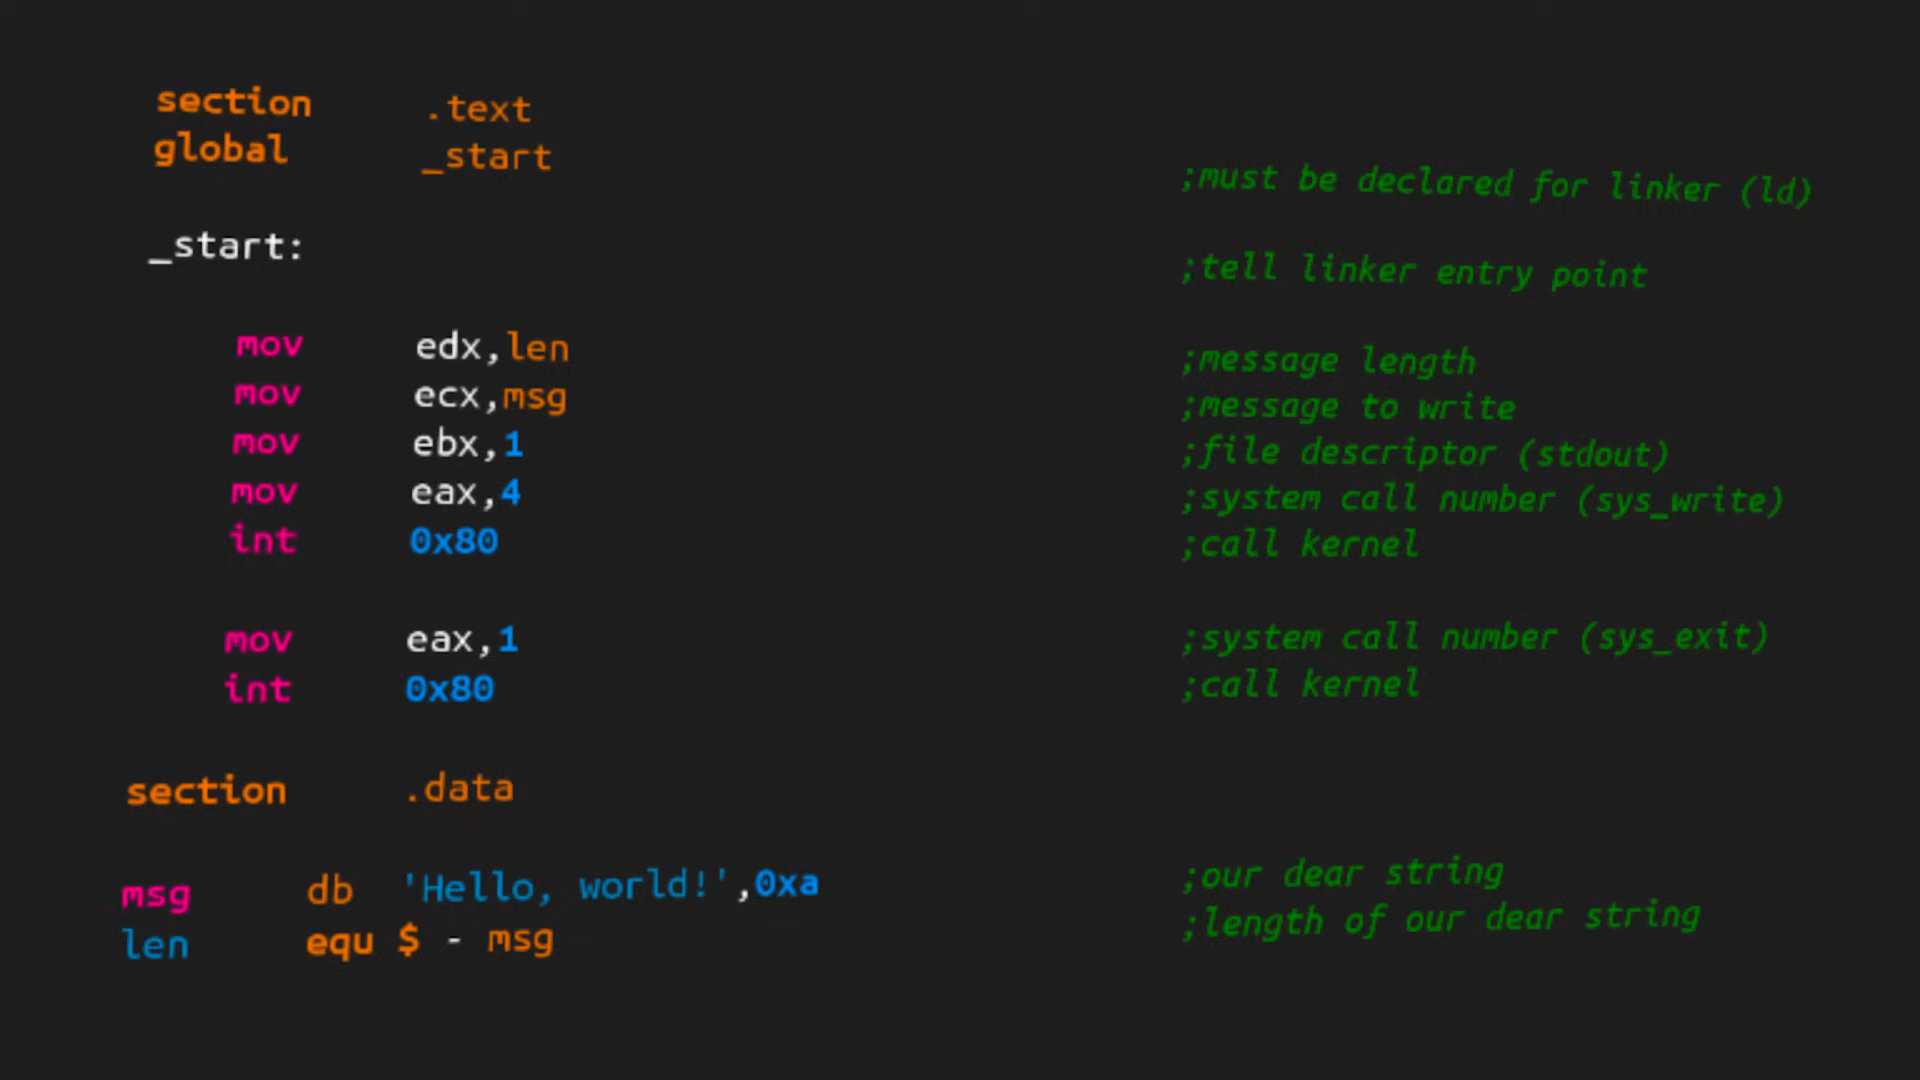 section .text
global _start ;must be declared for linker (ld)
_start: ;tell linker entry point
mov edx,len ;message length
mov ecx,msg ;message to write
mov ebx,1 ;file descriptor (stdout)
mov eax,4 ;system call number (sys_write)
int 0x80 ;call kernel
mov eax,1 ;system call number (sys_exit)
int 0x80 ;call kernel
section .data
msg db 'Hello, world!',0xa ;our dear string
len equ $ - msg ;length of our dear string